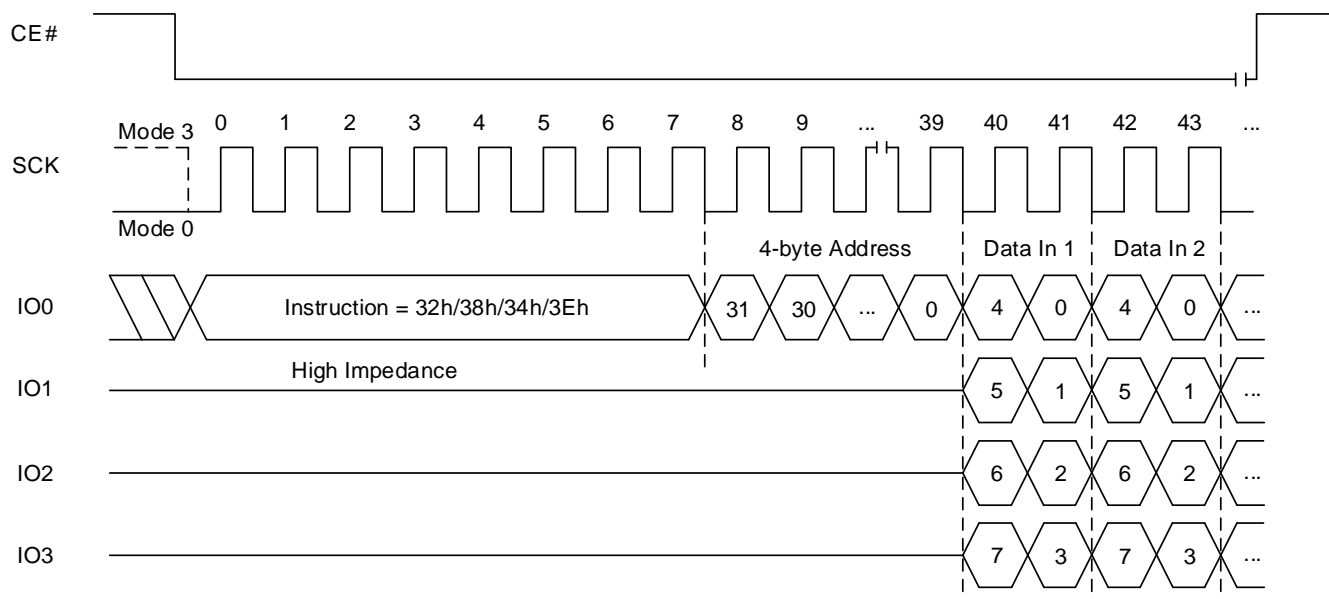 CE#
Mode 3 0 1 2 3 4 5 6 7 8 9 ... 39 40 41 42 43 ...
SCK
Mode 0
4-byte Address Data In 1 Data In 2
IO0 Instruction = 32h/38h/34h/3Eh 31 30 ... 0 4 0 4 0 ...
High Impedance
IO1 5 1 5 1 ...
IO2 6 2 6 2 ...
IO3 7 3 7 3 ...